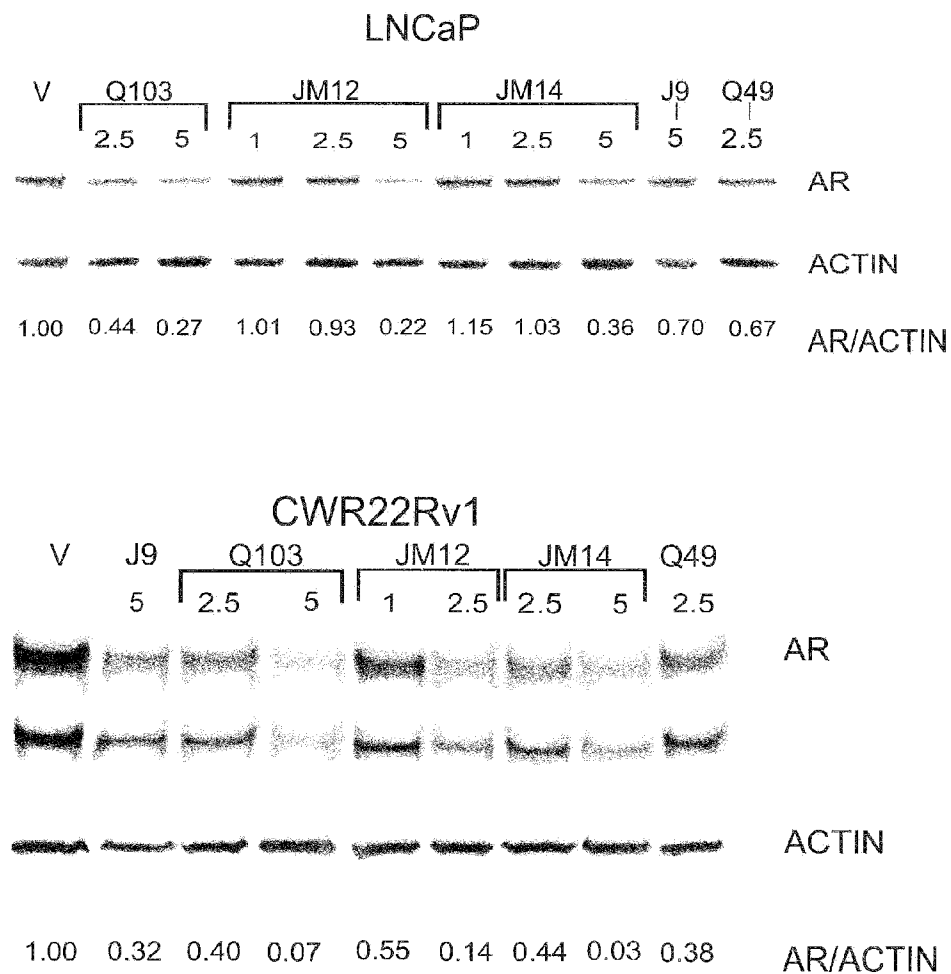 LNCaP
V Q103 JM12 JM14 J9 Q49
2.5 5 1 2.5 5 1 2.5 5 5 2.5
AR
ACTIN
1.00 0.44 0.27 1.01 0.93 0.22 1.15 1.03 0.36 0.70 0.67 AR/ACTIN
CWR22Rv1
V J9 Q103 JM12 JM14 Q49
5 2.5 5 1 2.5 2.5 5 2.5
AR
ACTIN
1.00 0.32 0.40 0.07 0.55 0.14 0.44 0.03 0.38 AR/ACTIN